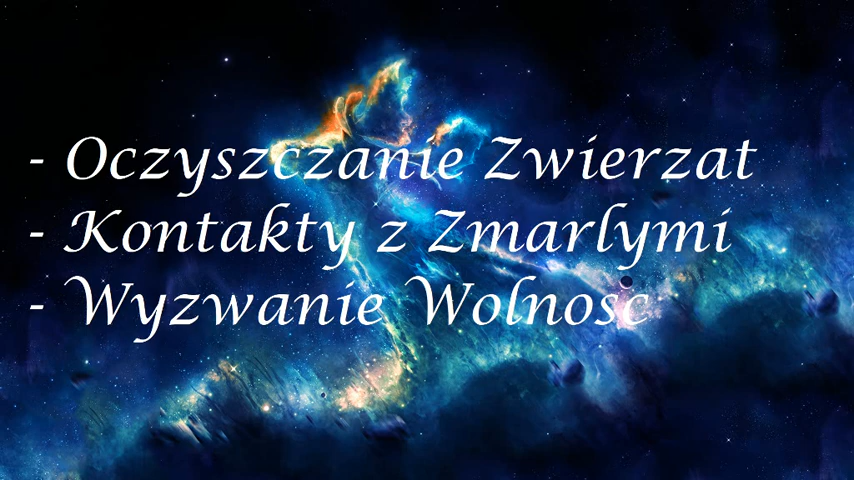 - Oczyszczanie Zwierzat
- Kontakty z Zmarlymi
- Wyzwanie Wolnosc